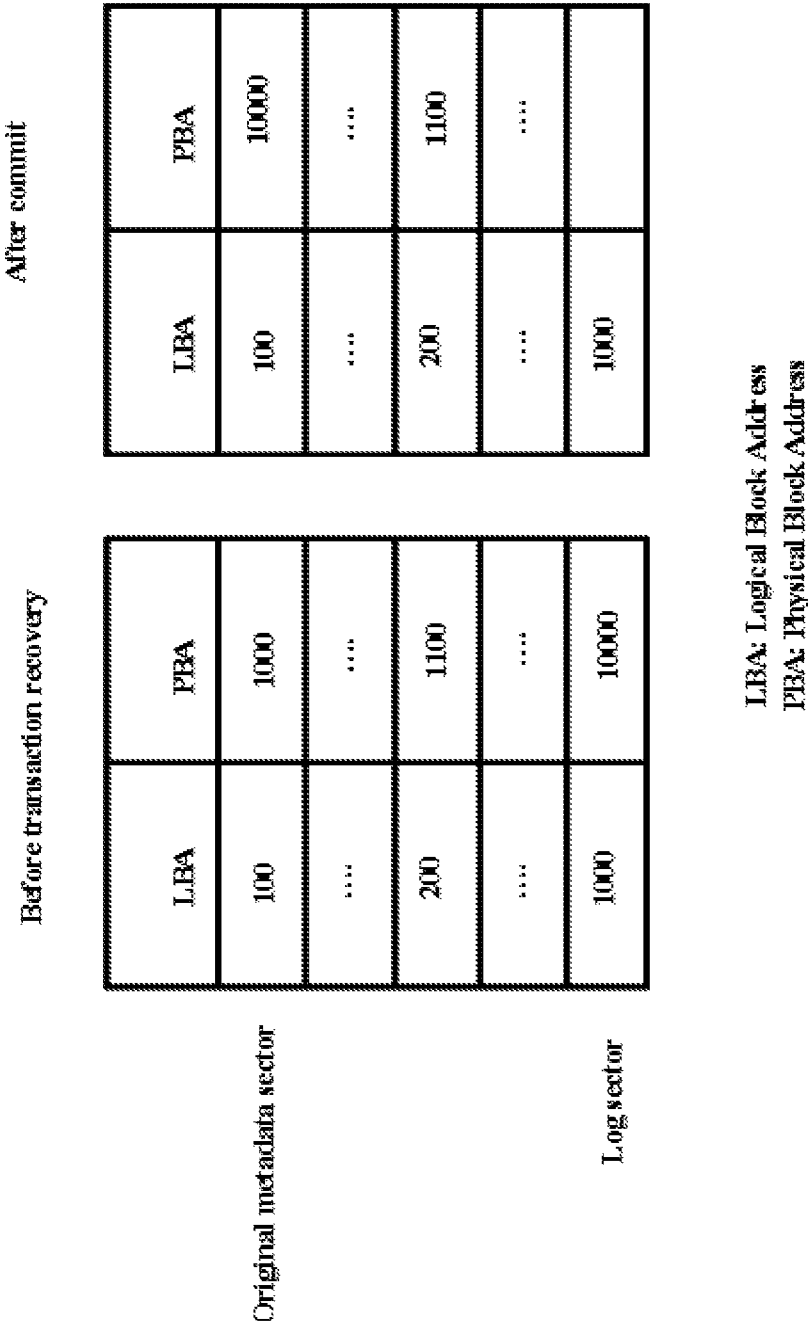 Before transaction recovery
After commit
LBA PBA LBA PBA
Original metadata sector 100 1000 100 10000
.... .... .... ....
200 1100 200 1100
.... .... .... ....
Log sector 1000 10000 1000
LBA: Logical Block Address
PBA: Physical Block Address